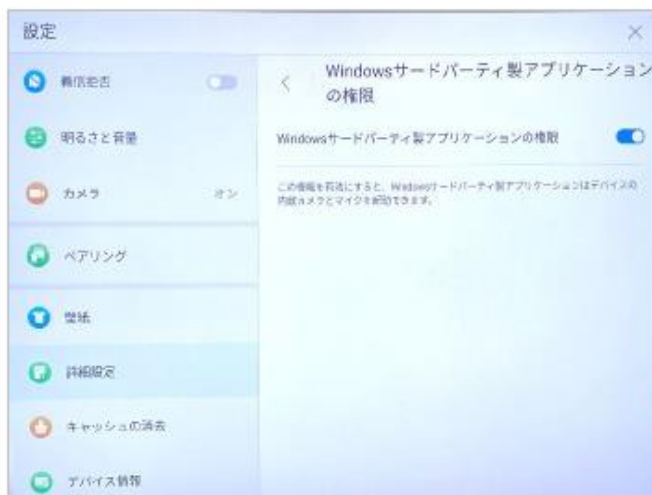 設定
着信拒否
明るさと音量
カメラ オン
ペアリング
壁紙
詳細設定
キャッシュの消去
デバイス情報
Windowsサードパーティ製アプリケーション
の権限
Windowsサードパーティ製アプリケーションの権限
この権限を有効にすると、Windowsサードパーティ製アプリケーションはデバイスの
内蔵カメラとマイクを起動できます。